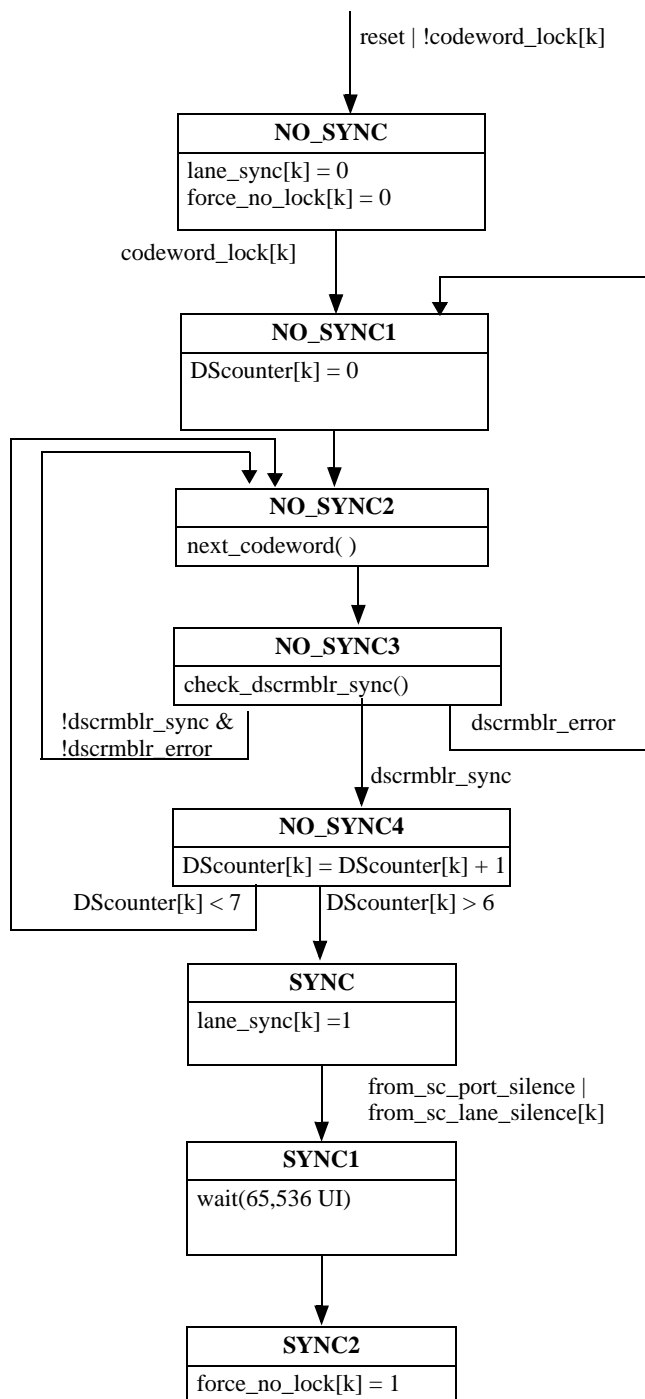 reset | !codeword_lock[k]
NO_SYNC
lane_sync[k] = 0
force_no_lock[k] = 0
codeword_lock[k]
NO_SYNC1
DScounter[k] = 0
NO_SYNC2
next_codeword( )
NO_SYNC3
check_dscrmblr_sync()
!dscrmblr_sync &
!dscrmblr_error
dscrmblr_error
dscrmblr_sync
NO_SYNC4
DScounter[k] = DScounter[k] + 1
DScounter[k] < 7
DScounter[k] > 6
SYNC
lane_sync[k] =1
from_sc_port_silence |
from_sc_lane_silence[k]
SYNC1
wait(65,536 UI)
SYNC2
force_no_lock[k] = 1